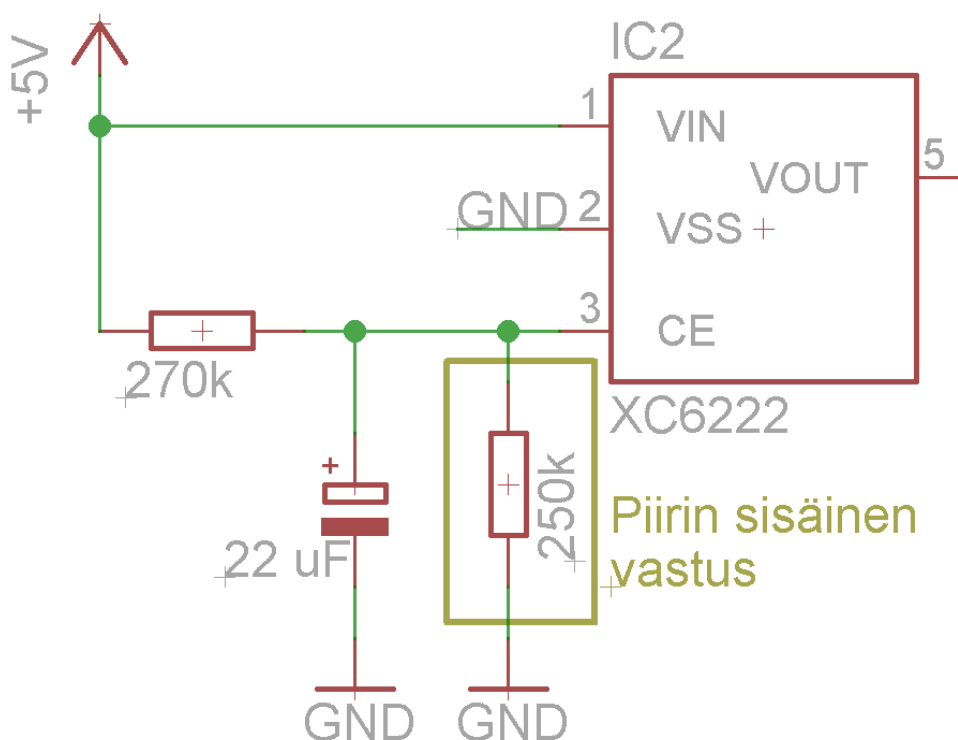 +5V
IC2
1
VIN
VOUT
5
GND
2
VSS
3
CE
270k
XC6222
+
22 uF
250k
Piirin sisäinen
vastus
GND
GND